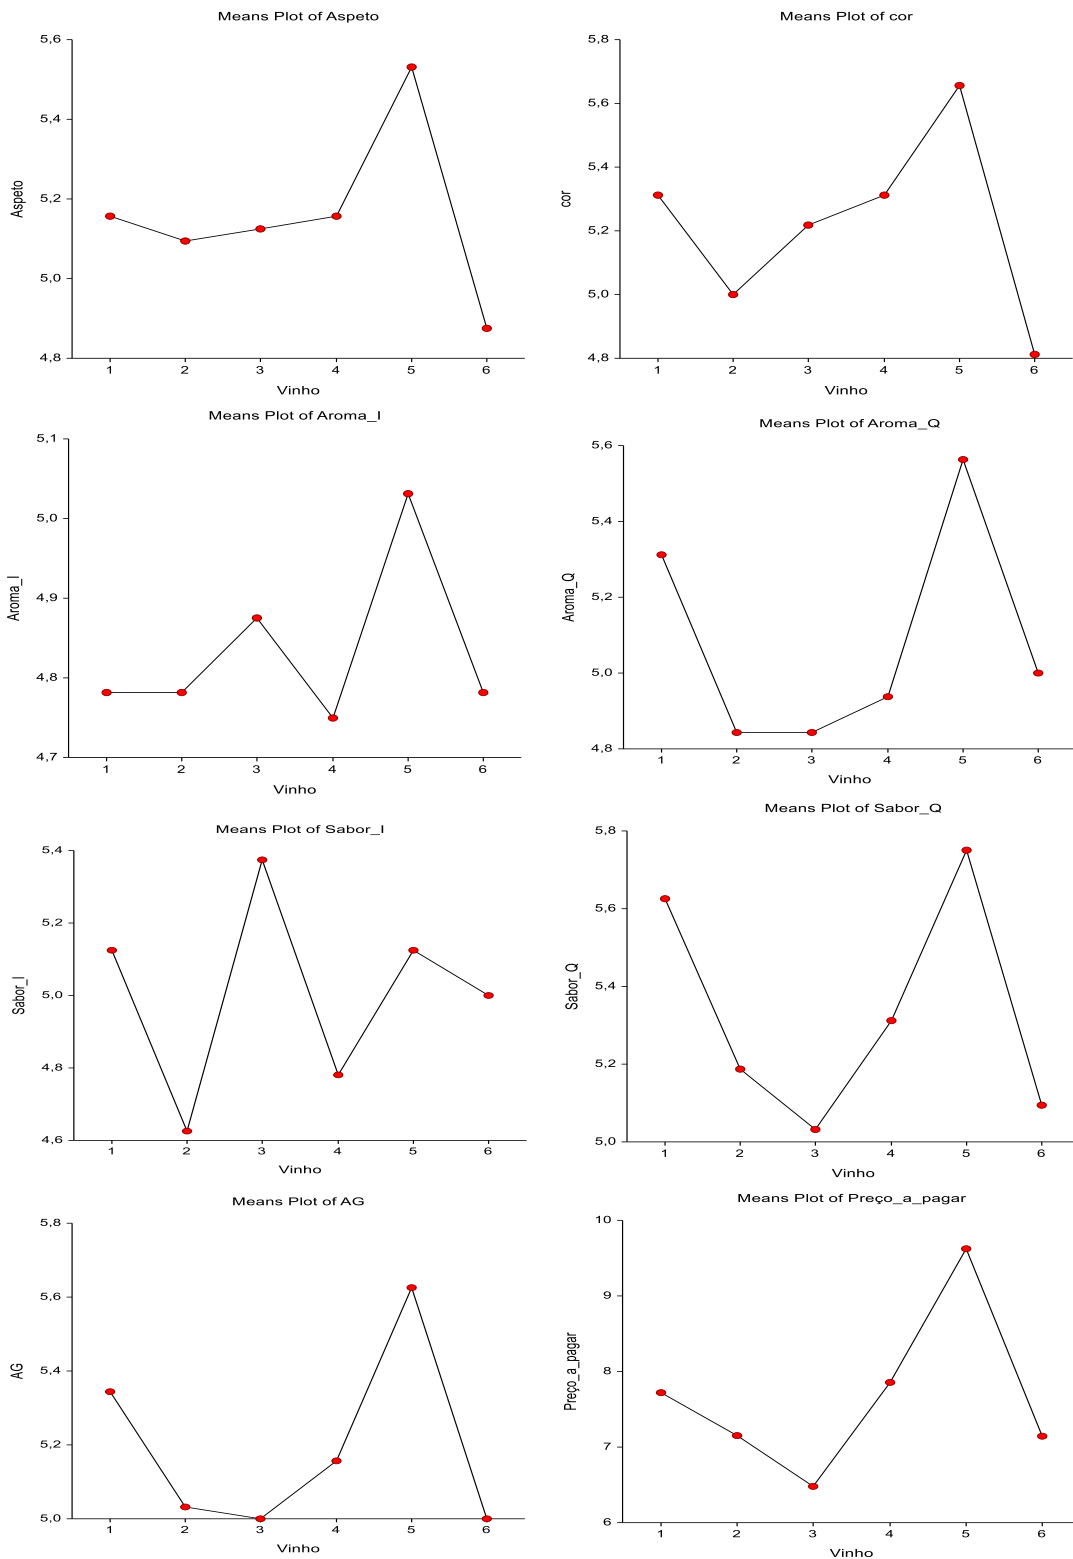 Means Plot of Aspeto
5,6
5,4
5,2
5,0
4,8
Aspeto
1 2 3 4 5 6
Vinho
Means Plot of cor
5,8
5,6
5,4
5,2
5,0
4,8
cor
1 2 3 4 5 6
Vinho
Means Plot of Aroma_I
5,1
5,0
4,9
4,8
4,7
Aroma_I
1 2 3 4 5 6
Vinho
Means Plot of Aroma_Q
5,6
5,4
5,2
5,0
4,8
Aroma_Q
1 2 3 4 5 6
Vinho
Means Plot of Sabor_I
5,4
5,2
5,0
4,8
4,6
Sabor_I
1 2 3 4 5 6
Vinho
Means Plot of Sabor_Q
5,8
5,6
5,4
5,2
5,0
Sabor_Q
1 2 3 4 5 6
Vinho
Means Plot of AG
5,8
5,6
5,4
5,2
5,0
AG
1 2 3 4 5 6
Vinho
Means Plot of Preço_a_pagar
10
9
8
7
6
Preço_a_pagar
1 2 3 4 5 6
Vinho